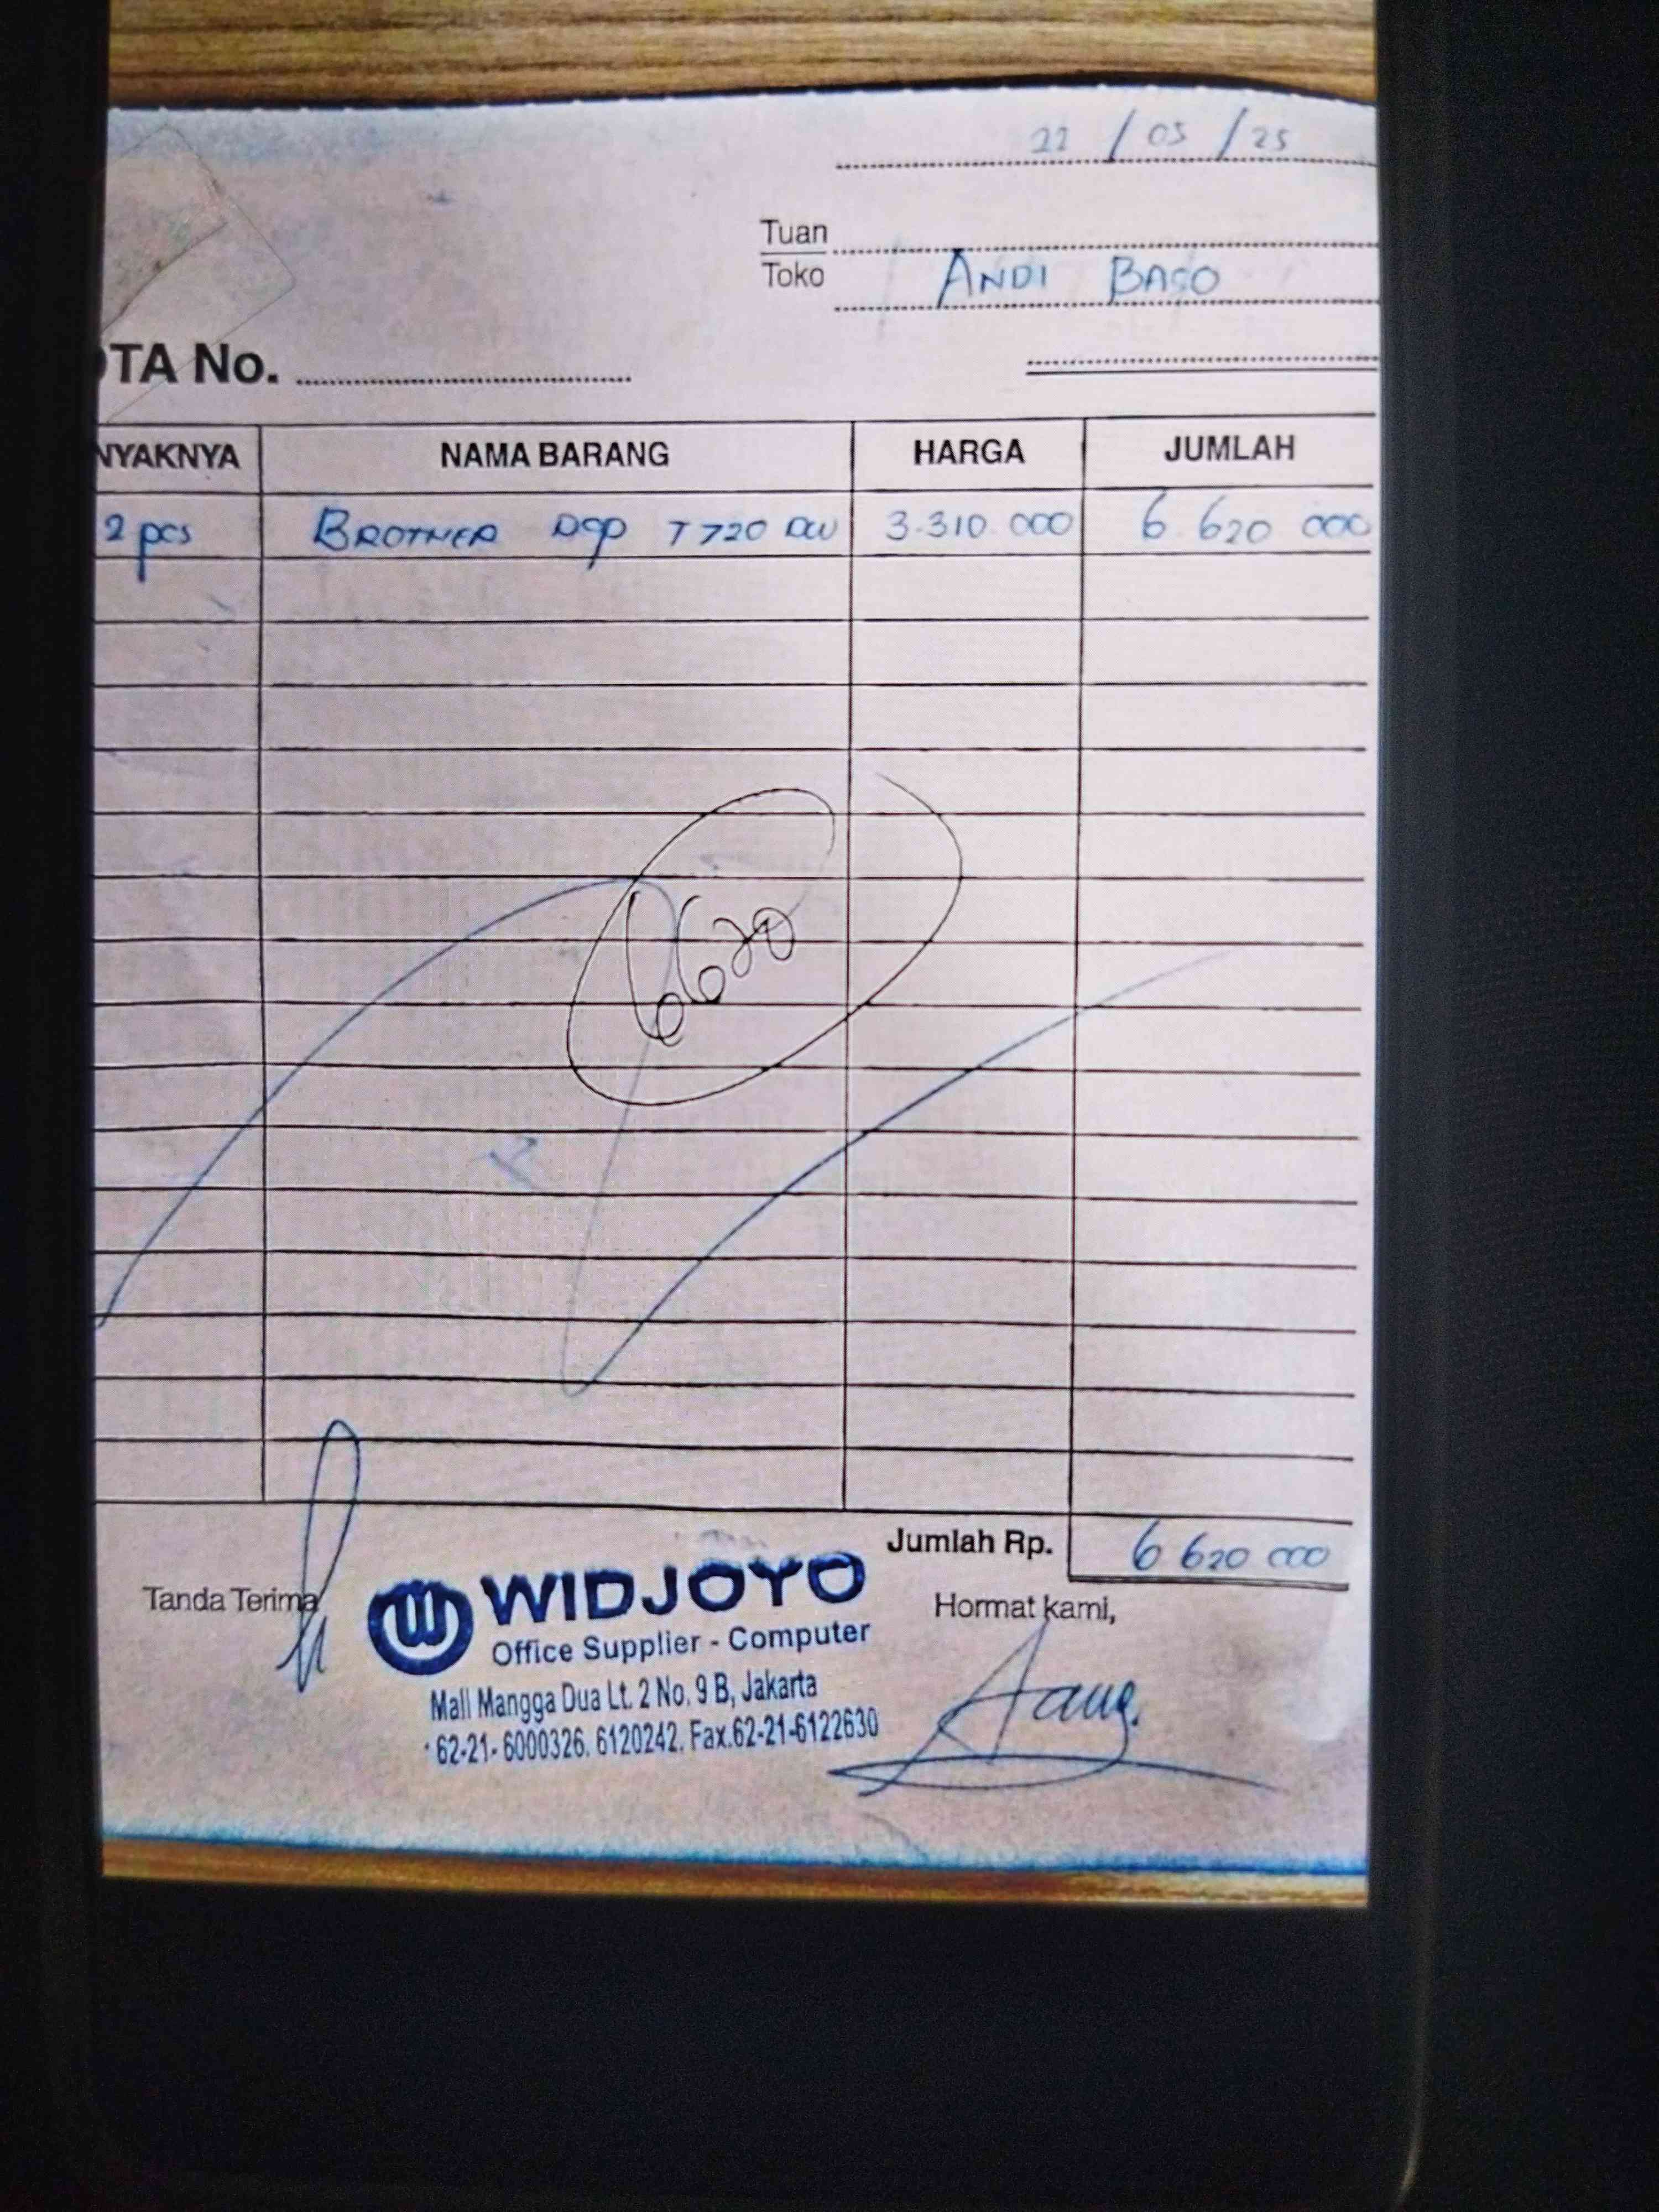 22 / 05 / 25
Tuan
Toko ANDI BASO
OTA No.
NYAKNYA NAMA BARANG HARGA JUMLAH
2 pcs BROTHER DCP T720 DW 3.310.000 6.620 000
6620
Jumlah Rp. 6 620 000
Tanda Terima
WIDJOYO
Hormat kami,
Office Supplier - Computer
Mall Mangga Dua Lt. 2 No. 9 B, Jakarta
62-21- 6000326. 6120242. Fax.62-21-6122630